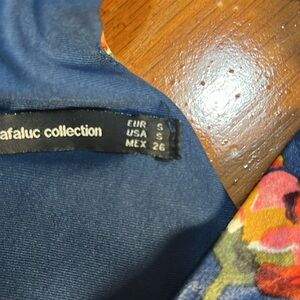 afaluc collection
EUR S
USA S
MEX 26